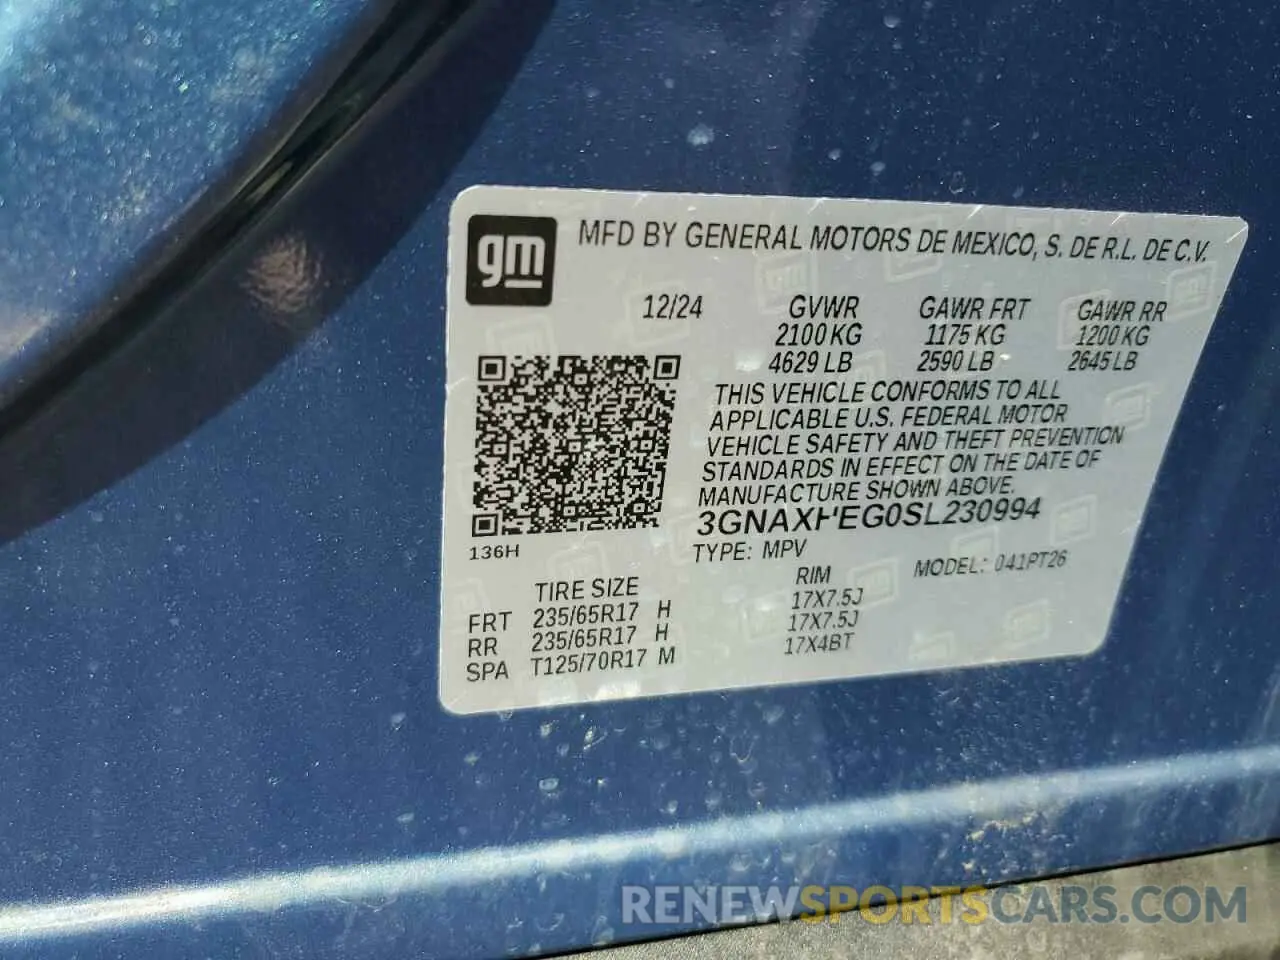 gm
MFD BY GENERAL MOTORS DE MEXICO, S. DE R.L. DE C.V.
12/24 GVWR GAWR FRT GAWR RR
2100 KG 1175 KG 1200 KG
4629 LB 2590 LB 2645 LB
THIS VEHICLE CONFORMS TO ALL
APPLICABLE U.S. FEDERAL MOTOR
VEHICLE SAFETY AND THEFT PREVENTION
STANDARDS IN EFFECT ON THE DATE OF
MANUFACTURE SHOWN ABOVE.
3GNAXHEG0SL230994
136H TYPE: MPV MODEL: 041PT26
TIRE SIZE RIM
FRT 235/65R17 H 17X7.5J
RR 235/65R17 H 17X7.5J
SPA T125/70R17 M 17X4BT
RENEWSPORTSCARS.COM